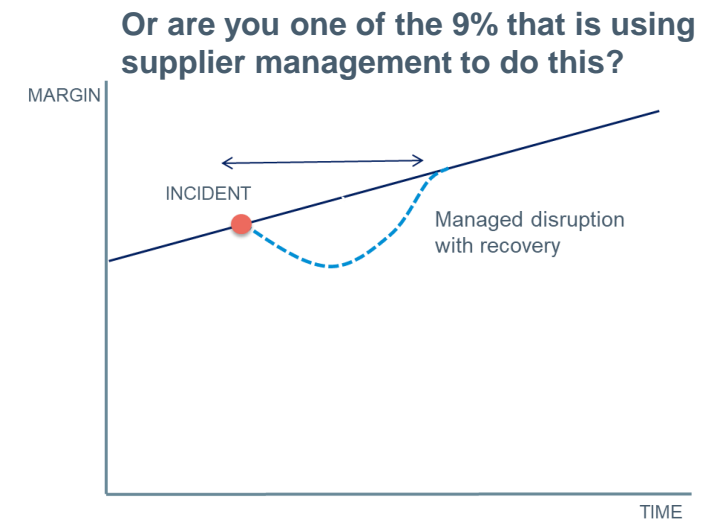 Or are you one of the 9% that is using
supplier management to do this?
MARGIN
INCIDENT
Managed disruption
with recovery
TIME